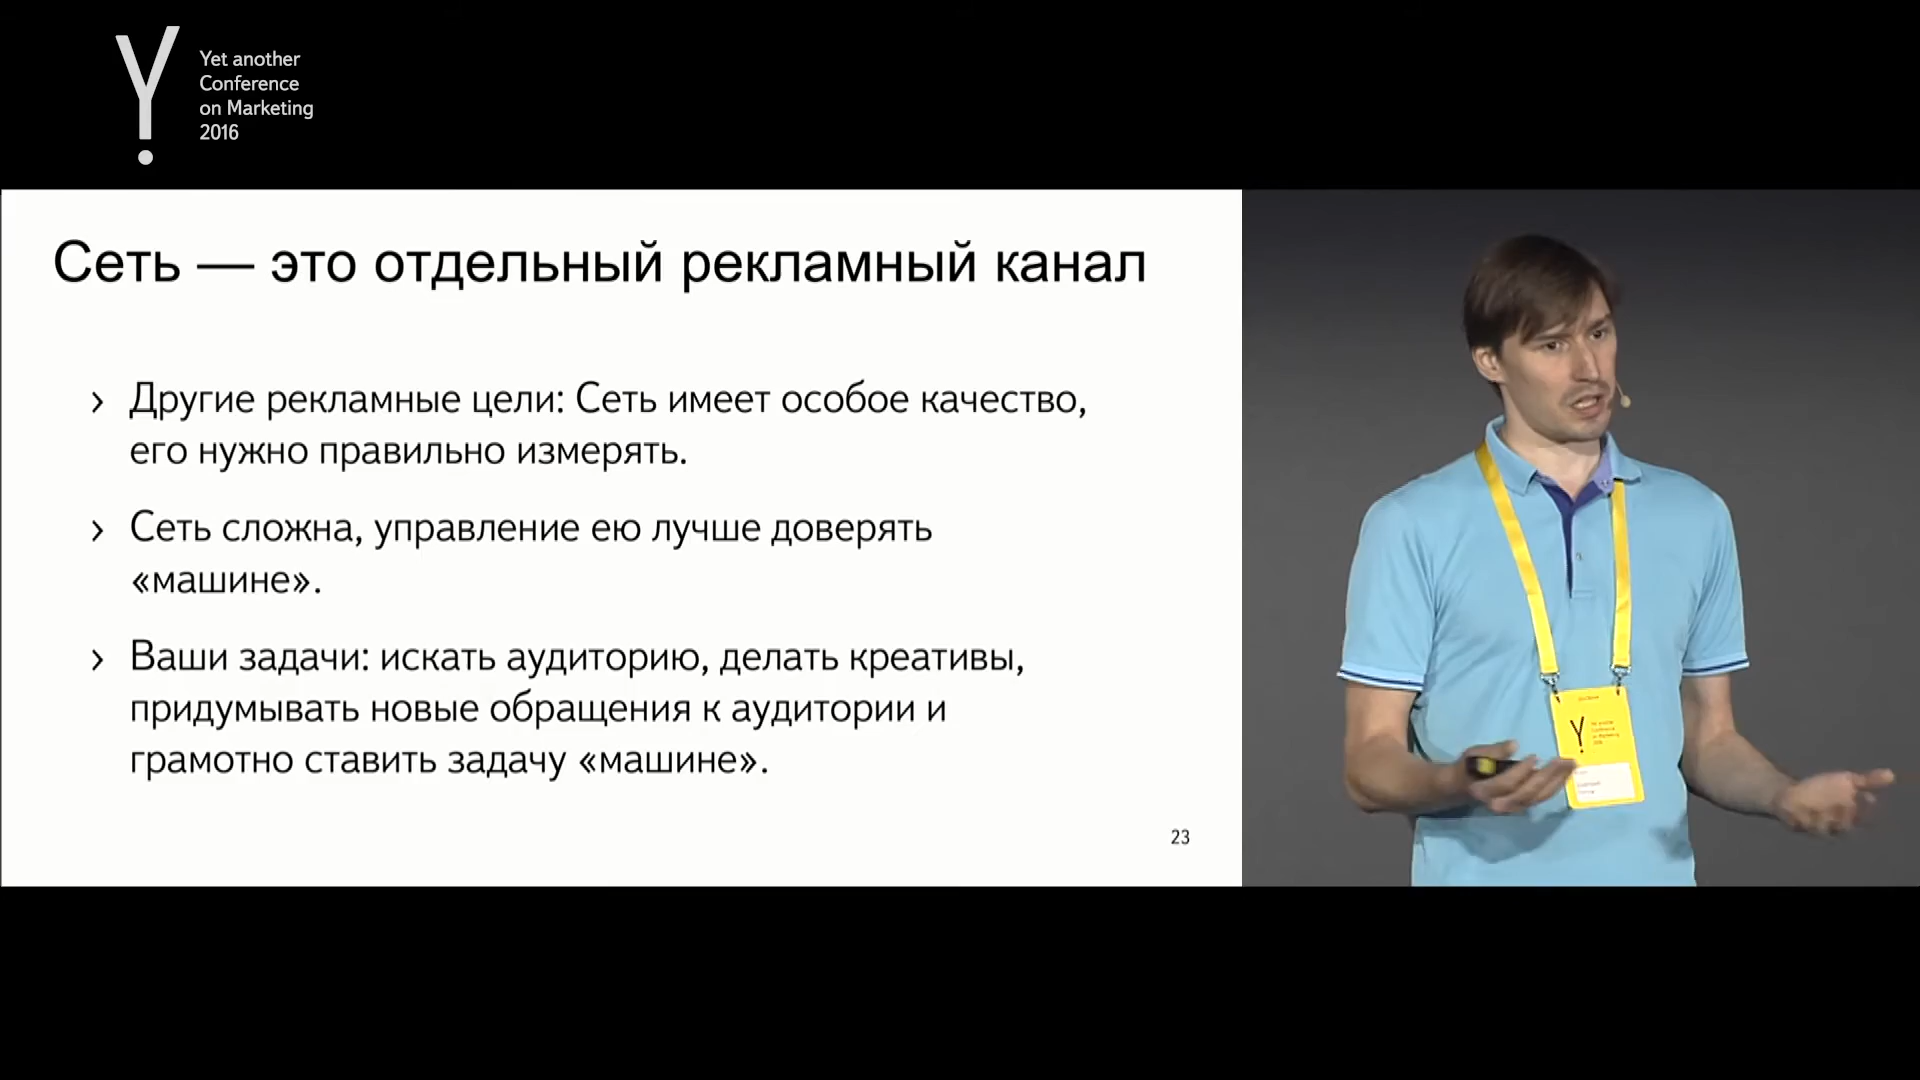 Yet another
Conference
on Marketing
2016
Сеть — это отдельный рекламный канал
› Другие рекламные цели: Сеть имеет особое качество,
его нужно правильно измерять.
› Сеть сложна, управление ею лучше доверять
«машине».
› Ваши задачи: искать аудиторию, делать креативы,
придумывать новые обращения к аудитории и
грамотно ставить задачу «машине».
23